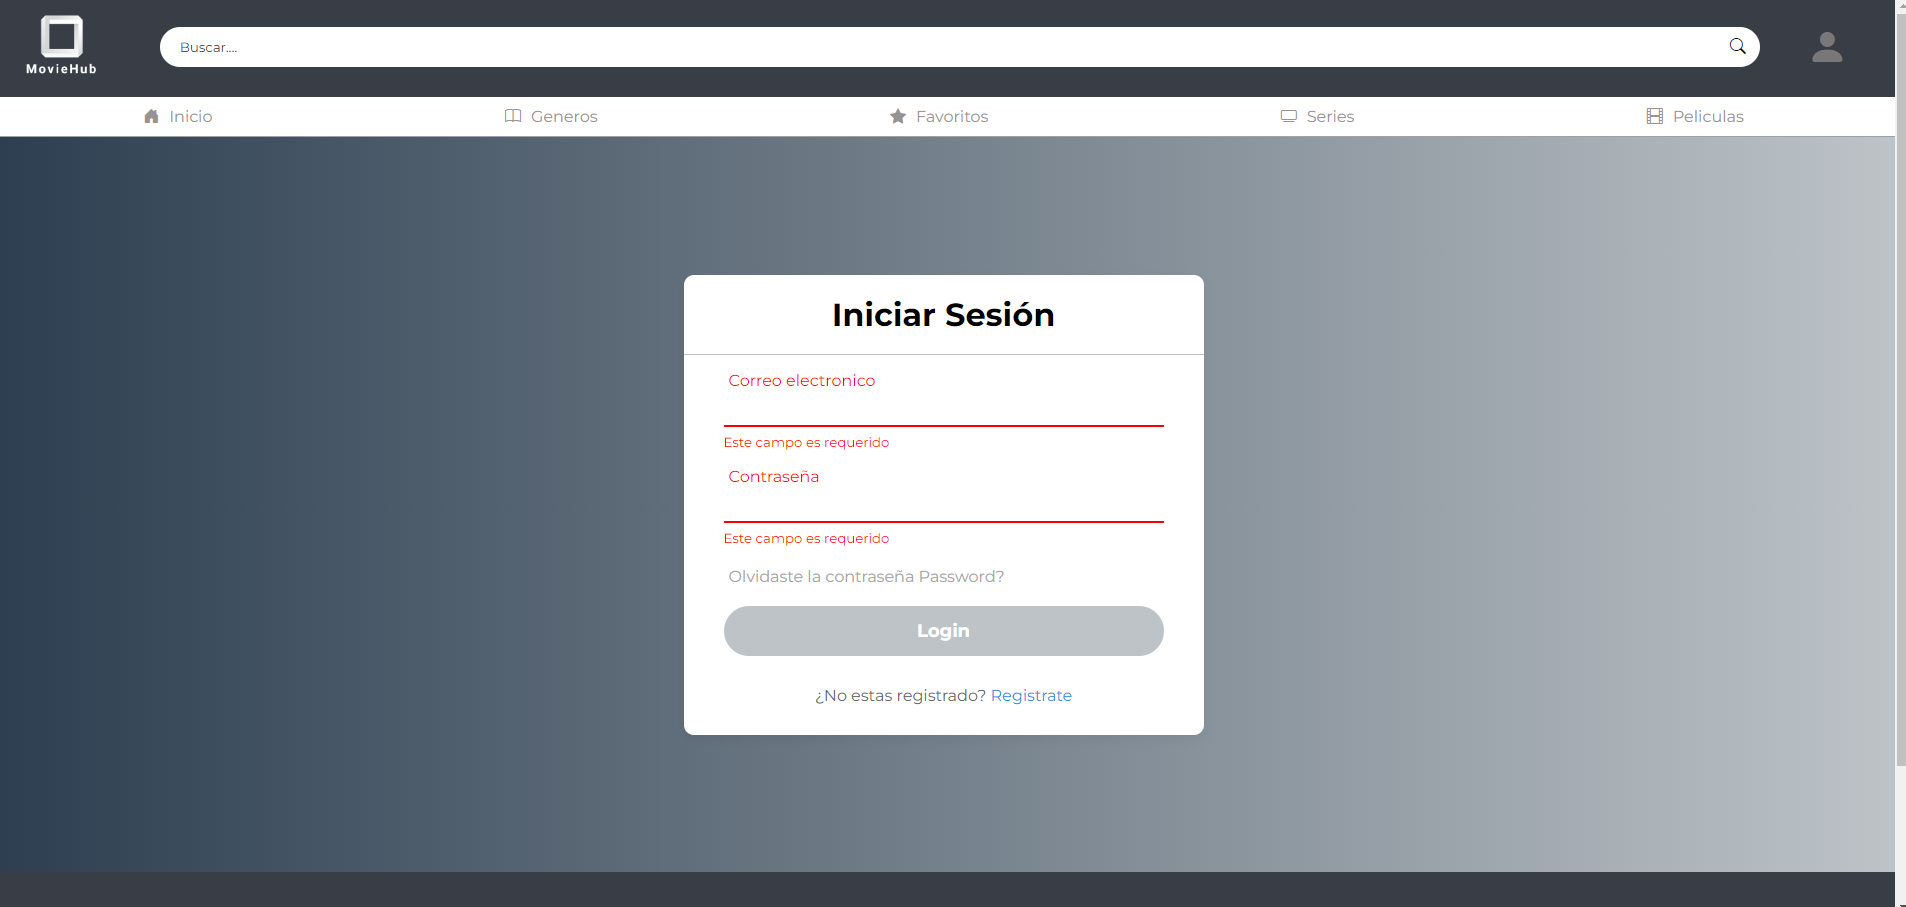 MovieHub
Buscar....
Inicio
Generos
Favoritos
Series
Peliculas
Iniciar Sesión
Correo electronico
Este campo es requerido
Contraseña
Este campo es requerido
Olvidaste la contraseña Password?
Login
¿No estas registrado? Registrate